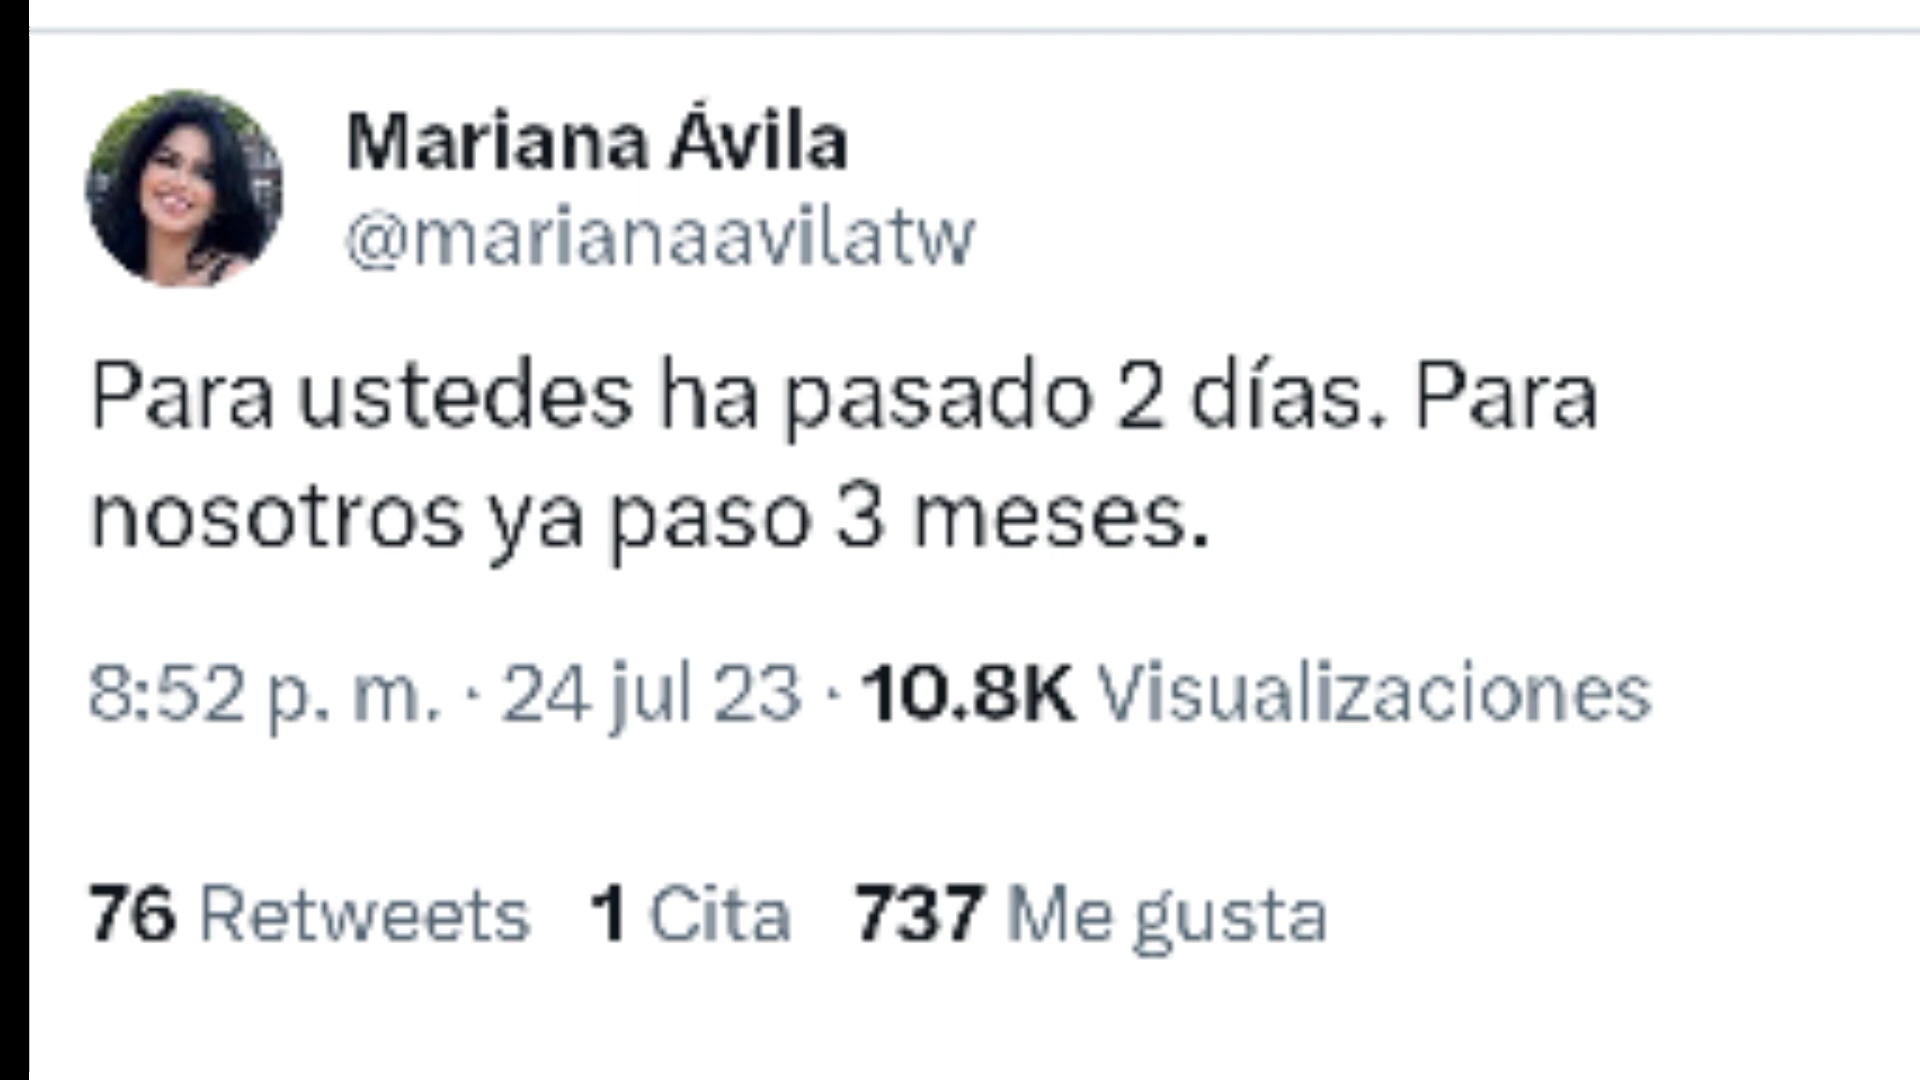 Mariana Ávila
@marianaavilatw
Para ustedes ha pasado 2 días. Para
nosotros ya paso 3 meses.
8:52 p. m. · 24 jul 23 · 10.8K Visualizaciones
76 Retweets 1 Cita 737 Me gusta